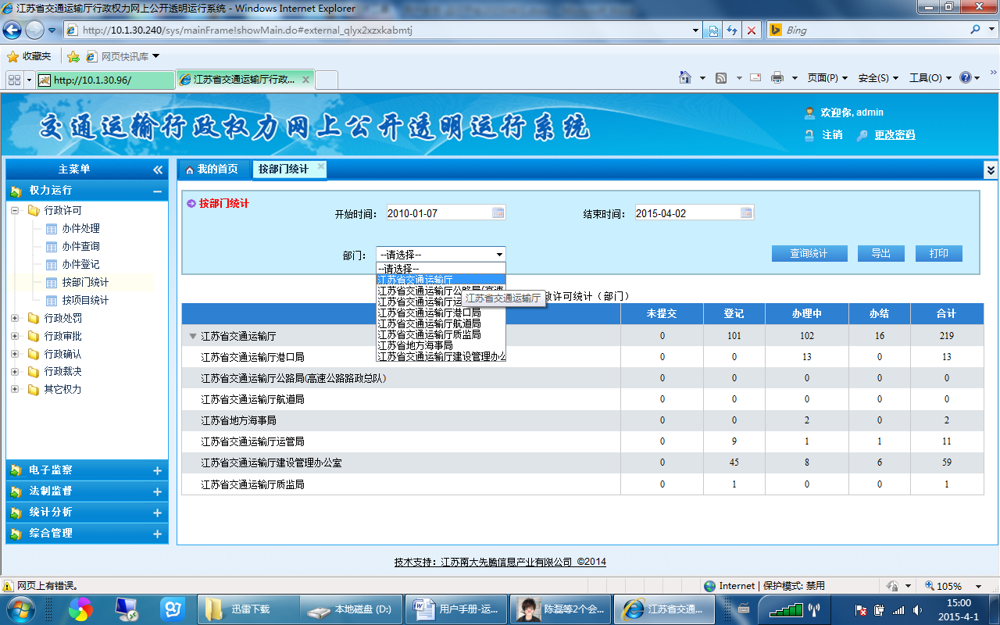 江苏省交通运输厅行政权力网上公开透明运行系统 - Windows Internet Explorer
http://10.1.30.240/sys/mainFrame!showMain.do#external_qlyx2xzxkabmtj
Bing
收藏夹
网页快讯库
http://10.1.30.96/
江苏省交通运输厅行政...
页面(P)
安全(S)
工具(O)
交通运输行政权力网上公开透明运行系统
欢迎你, admin
注销
更改密码
主菜单
我的首页
按部门统计
权力运行
行政许可
办件处理
办件查询
办件登记
按部门统计
按项目统计
行政处罚
行政审批
行政确认
行政裁决
其它权力
电子监察
法制监督
统计分析
综合管理
按部门统计
开始时间: 2010-01-07
结束时间: 2015-04-02
部门: --请选择--
查询统计
导出
打印
--请选择--
江苏省交通运输厅
江苏省交通运输厅公路局(高速
江苏省交通运输厅运
江苏省交通运输厅港口局
江苏省交通运输厅航道局
江苏省交通运输厅质监局
江苏省地方海事局
江苏省交通运输厅建设管理办公
江苏省交通运输厅
许可统计（部门）
未提交 登记 办理中 办结 合计
江苏省交通运输厅 0 101 102 16 219
江苏省交通运输厅港口局 0 0 13 0 13
江苏省交通运输厅公路局(高速公路路政总队) 0 0 0 0 0
江苏省交通运输厅航道局 0 0 0 0 0
江苏省地方海事局 0 0 2 0 2
江苏省交通运输厅运管局 0 9 1 1 11
江苏省交通运输厅建设管理办公室 0 45 8 6 59
江苏省交通运输厅质监局 0 1 0 0 1
技术支持：江苏南大先腾信息产业有限公司 ©2014
网页上有错误。
Internet | 保护模式: 禁用
105%
迅雷下载
本地磁盘 (D:)
用户手册-运...
陈磊等2个会...
江苏省交通...
15:00
2015-4-1